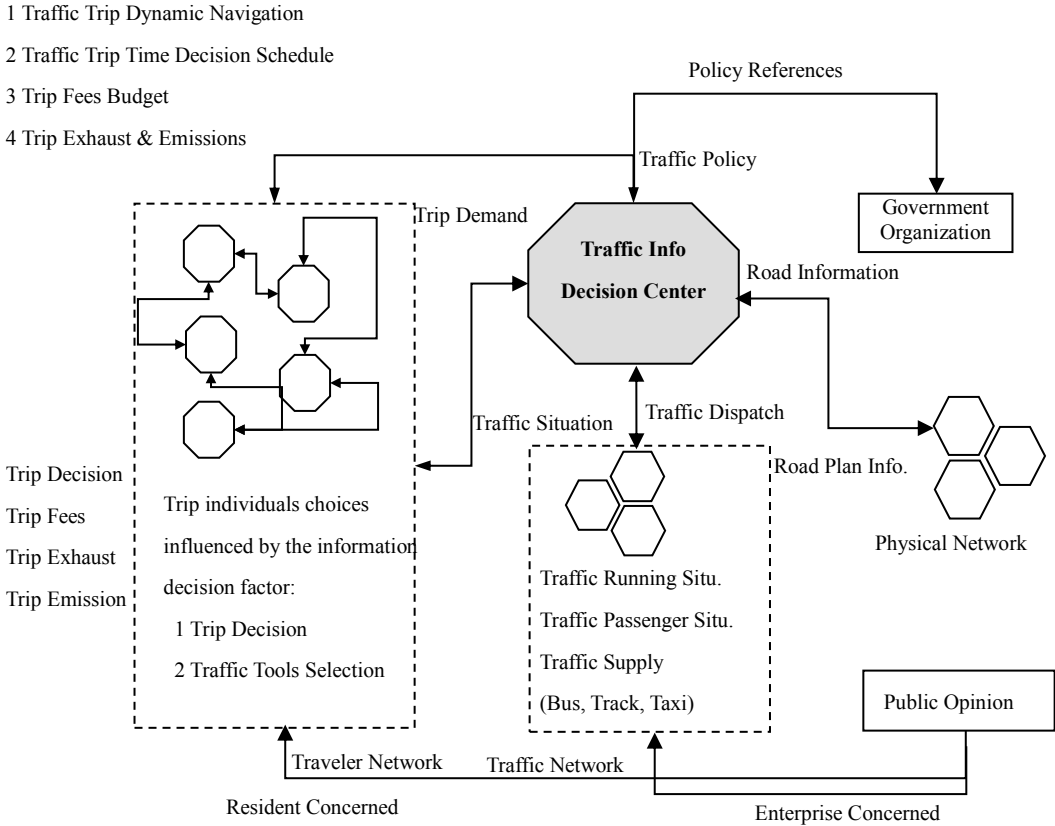 1 Traffic Trip Dynamic Navigation
2 Traffic Trip Time Decision Schedule
3 Trip Fees Budget
4 Trip Exhaust & Emissions
Policy References
Traffic Policy
Government
Organization
Trip Demand
Traffic Info
Decision Center
Road Information
Traffic Situation
Traffic Dispatch
Road Plan Info.
Physical Network
Trip Decision
Trip Fees
Trip Exhaust
Trip Emission
Trip individuals choices
influenced by the information
decision factor:
1 Trip Decision
2 Traffic Tools Selection
Traffic Running Situ.
Traffic Passenger Situ.
Traffic Supply
(Bus, Track, Taxi)
Public Opinion
Traveler Network
Traffic Network
Resident Concerned
Enterprise Concerned